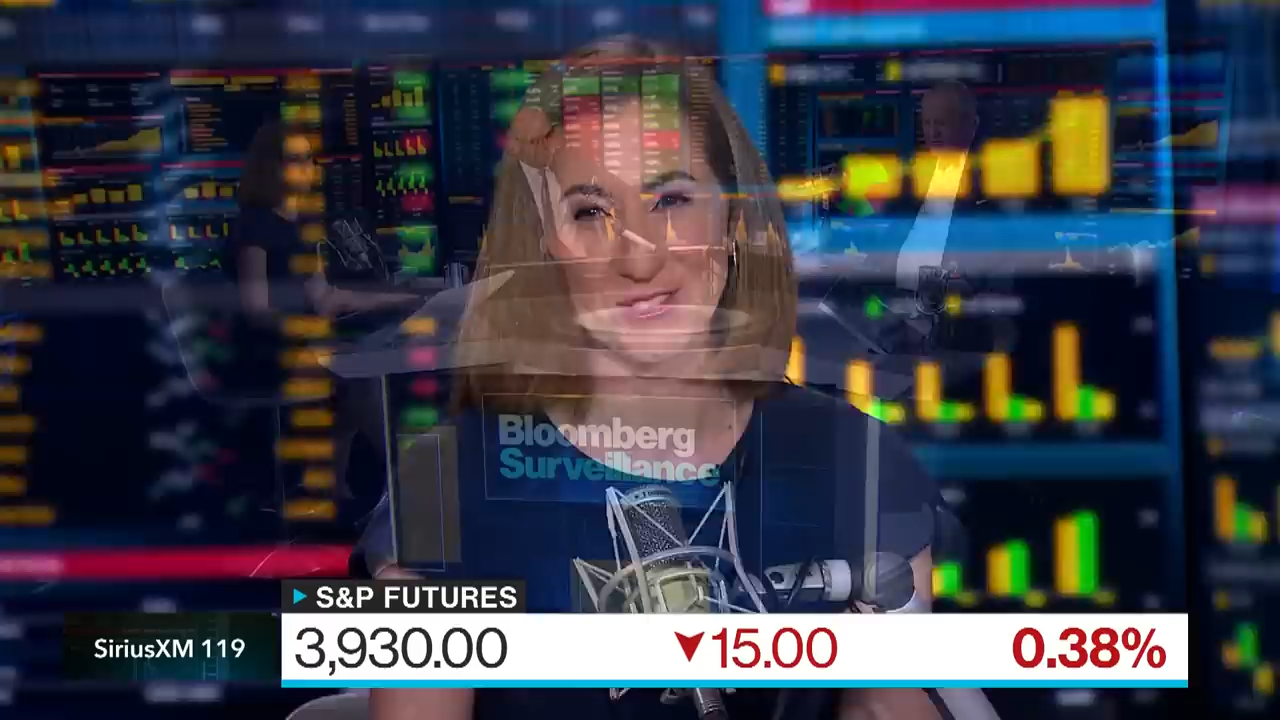 Bloomberg
Surveillance
S&P FUTURES
SiriusXM 119
3,930.00 ▼15.00 0.38%